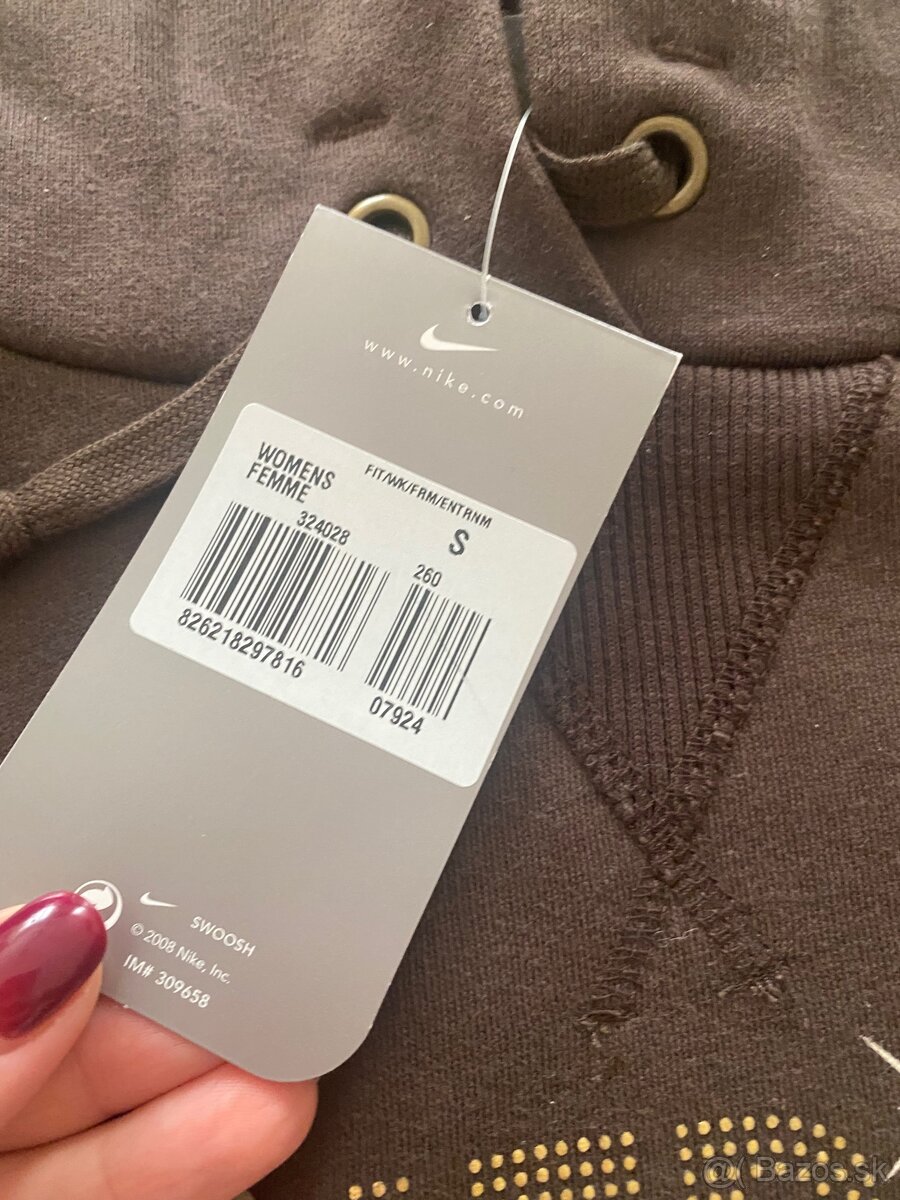 www.nike.com
WOMENS
FEMME
FIT/WK/FRM/ENTRNM
324028
S
260
826218297816
07924
SWOOSH
© 2008 Nike, Inc.
IM# 309658
Bazos.sk